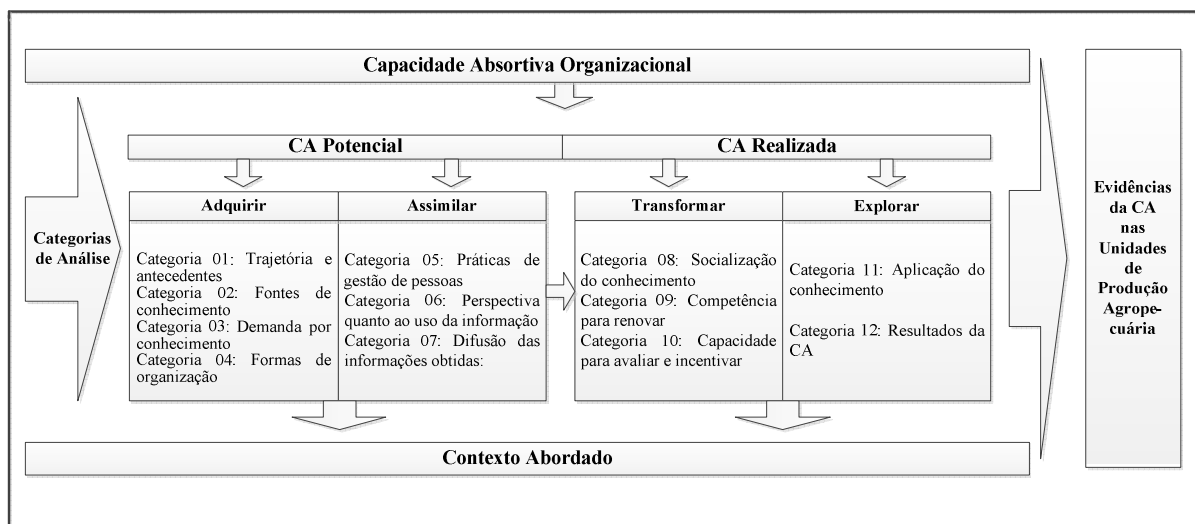 Capacidade Absortiva Organizacional
CA Potencial
CA Realizada
Categorias
de Análise
Adquirir
Categoria 01: Trajetória e
antecedentes
Categoria 02: Fontes de
conhecimento
Categoria 03: Demanda por
conhecimento
Categoria 04: Formas de
organização
Assimilar
Categoria 05: Práticas de
gestão de pessoas
Categoria 06: Perspectiva
quanto ao uso da informação
Categoria 07: Difusão das
informações obtidas:
Transformar
Categoria 08: Socialização
do conhecimento
Categoria 09: Competência
para renovar
Categoria 10: Capacidade
para avaliar e incentivar
Explorar
Categoria 11: Aplicação do
conhecimento
Categoria 12: Resultados da
CA
Contexto Abordado
Evidências
da CA
nas
Unidades
de
Produção
Agrope-
cuária